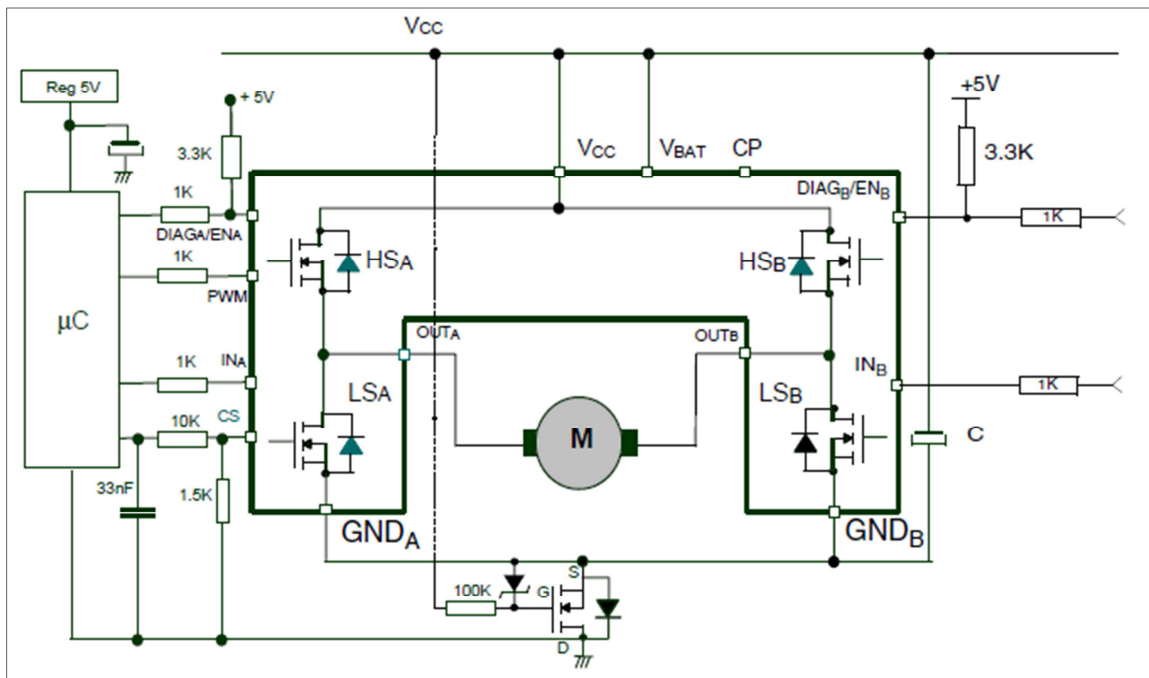 VCC
Reg 5V
+ 5V
+5V
3.3K
3.3K
VCC
VBAT
CP
DIAGB/ENB
1K
DIAGA/ENA
1K
1K
PWM
HSA
HSB
µC
OUTA
OUTB
1K
INA
INB
1K
LSA
LSB
CS
10K
M
C
33nF
1.5K
GNDA
GNDB
100K
G
S
D